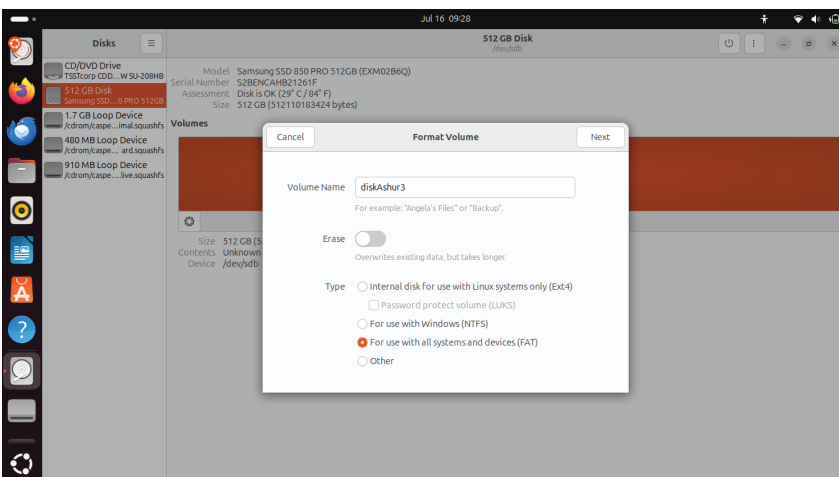 Jul 16 09:28
Disks
512 GB Disk
/dev/sdb
CD/DVD Drive
TSSTcorp CDD...W SU-208HB
512 GB Disk
Samsung SSD...0 PRO 512GB
1.7 GB Loop Device
/cdrom/caspe...imal.squashfs
480 MB Loop Device
/cdrom/caspe... ard.squashfs
910 MB Loop Device
/cdrom/caspe...live.squashfs
Model Samsung SSD 850 PRO 512GB (EXM02B6Q)
Serial Number S2BENCAHB21261F
Assessment Disk is OK (29° C / 84° F)
Size 512 GB (512110183424 bytes)
Volumes
Size 512 GB (5
Contents Unknown
Device /dev/sdb
Cancel
Format Volume
Next
Volume Name diskAshur3
For example: "Angela's Files" or "Backup".
Erase
Overwrites existing data, but takes longer.
Type Internal disk for use with Linux systems only (Ext4)
Password protect volume (LUKS)
For use with Windows (NTFS)
For use with all systems and devices (FAT)
Other